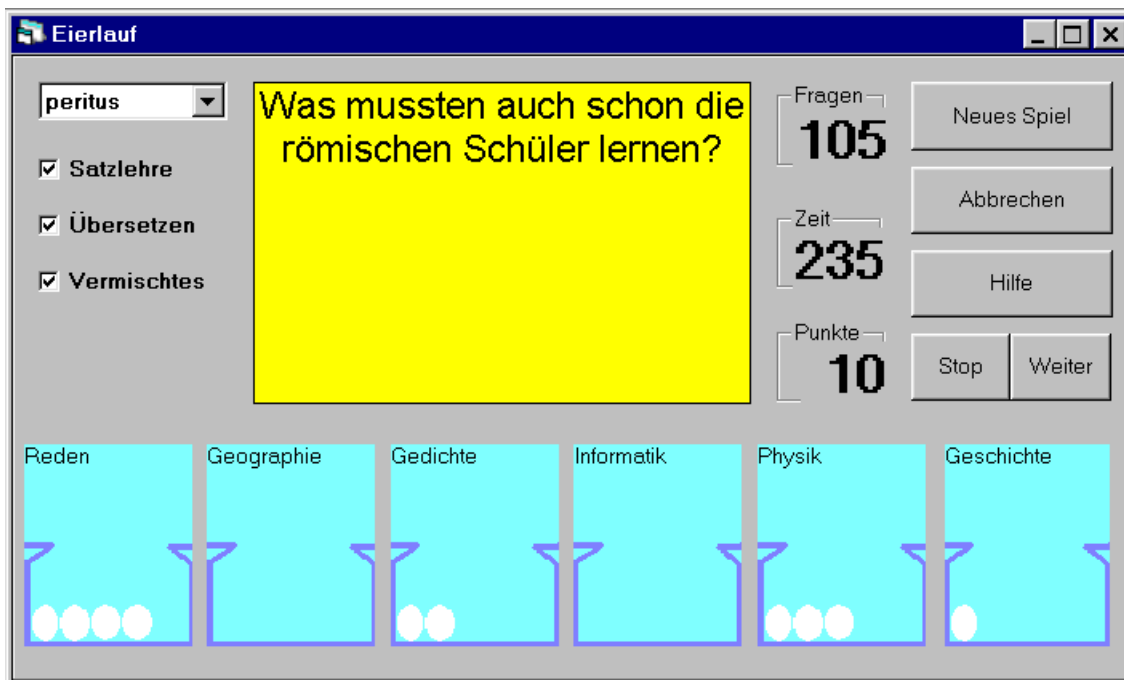 Eierlauf
peritus
Satzlehre
Übersetzen
Vermischtes
Was mussten auch schon die
römischen Schüler lernen?
Fragen
105
Zeit
235
Punkte
10
Neues Spiel
Abbrechen
Hilfe
Stop Weiter
Reden Geographie Gedichte Informatik Physik Geschichte